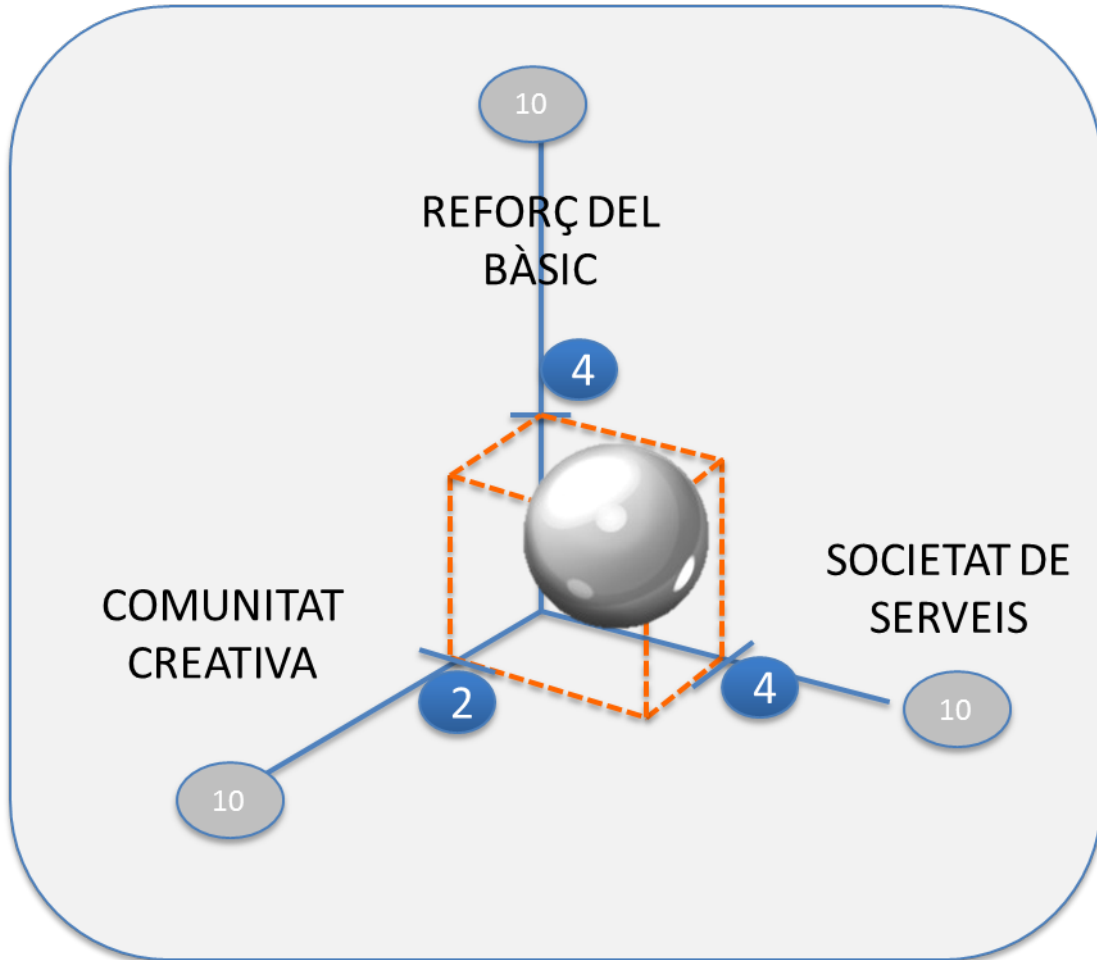 10
REFORÇ DEL
BÀSIC
4
SOCIETAT DE
SERVEIS
COMUNITAT
CREATIVA
2
4
10
10